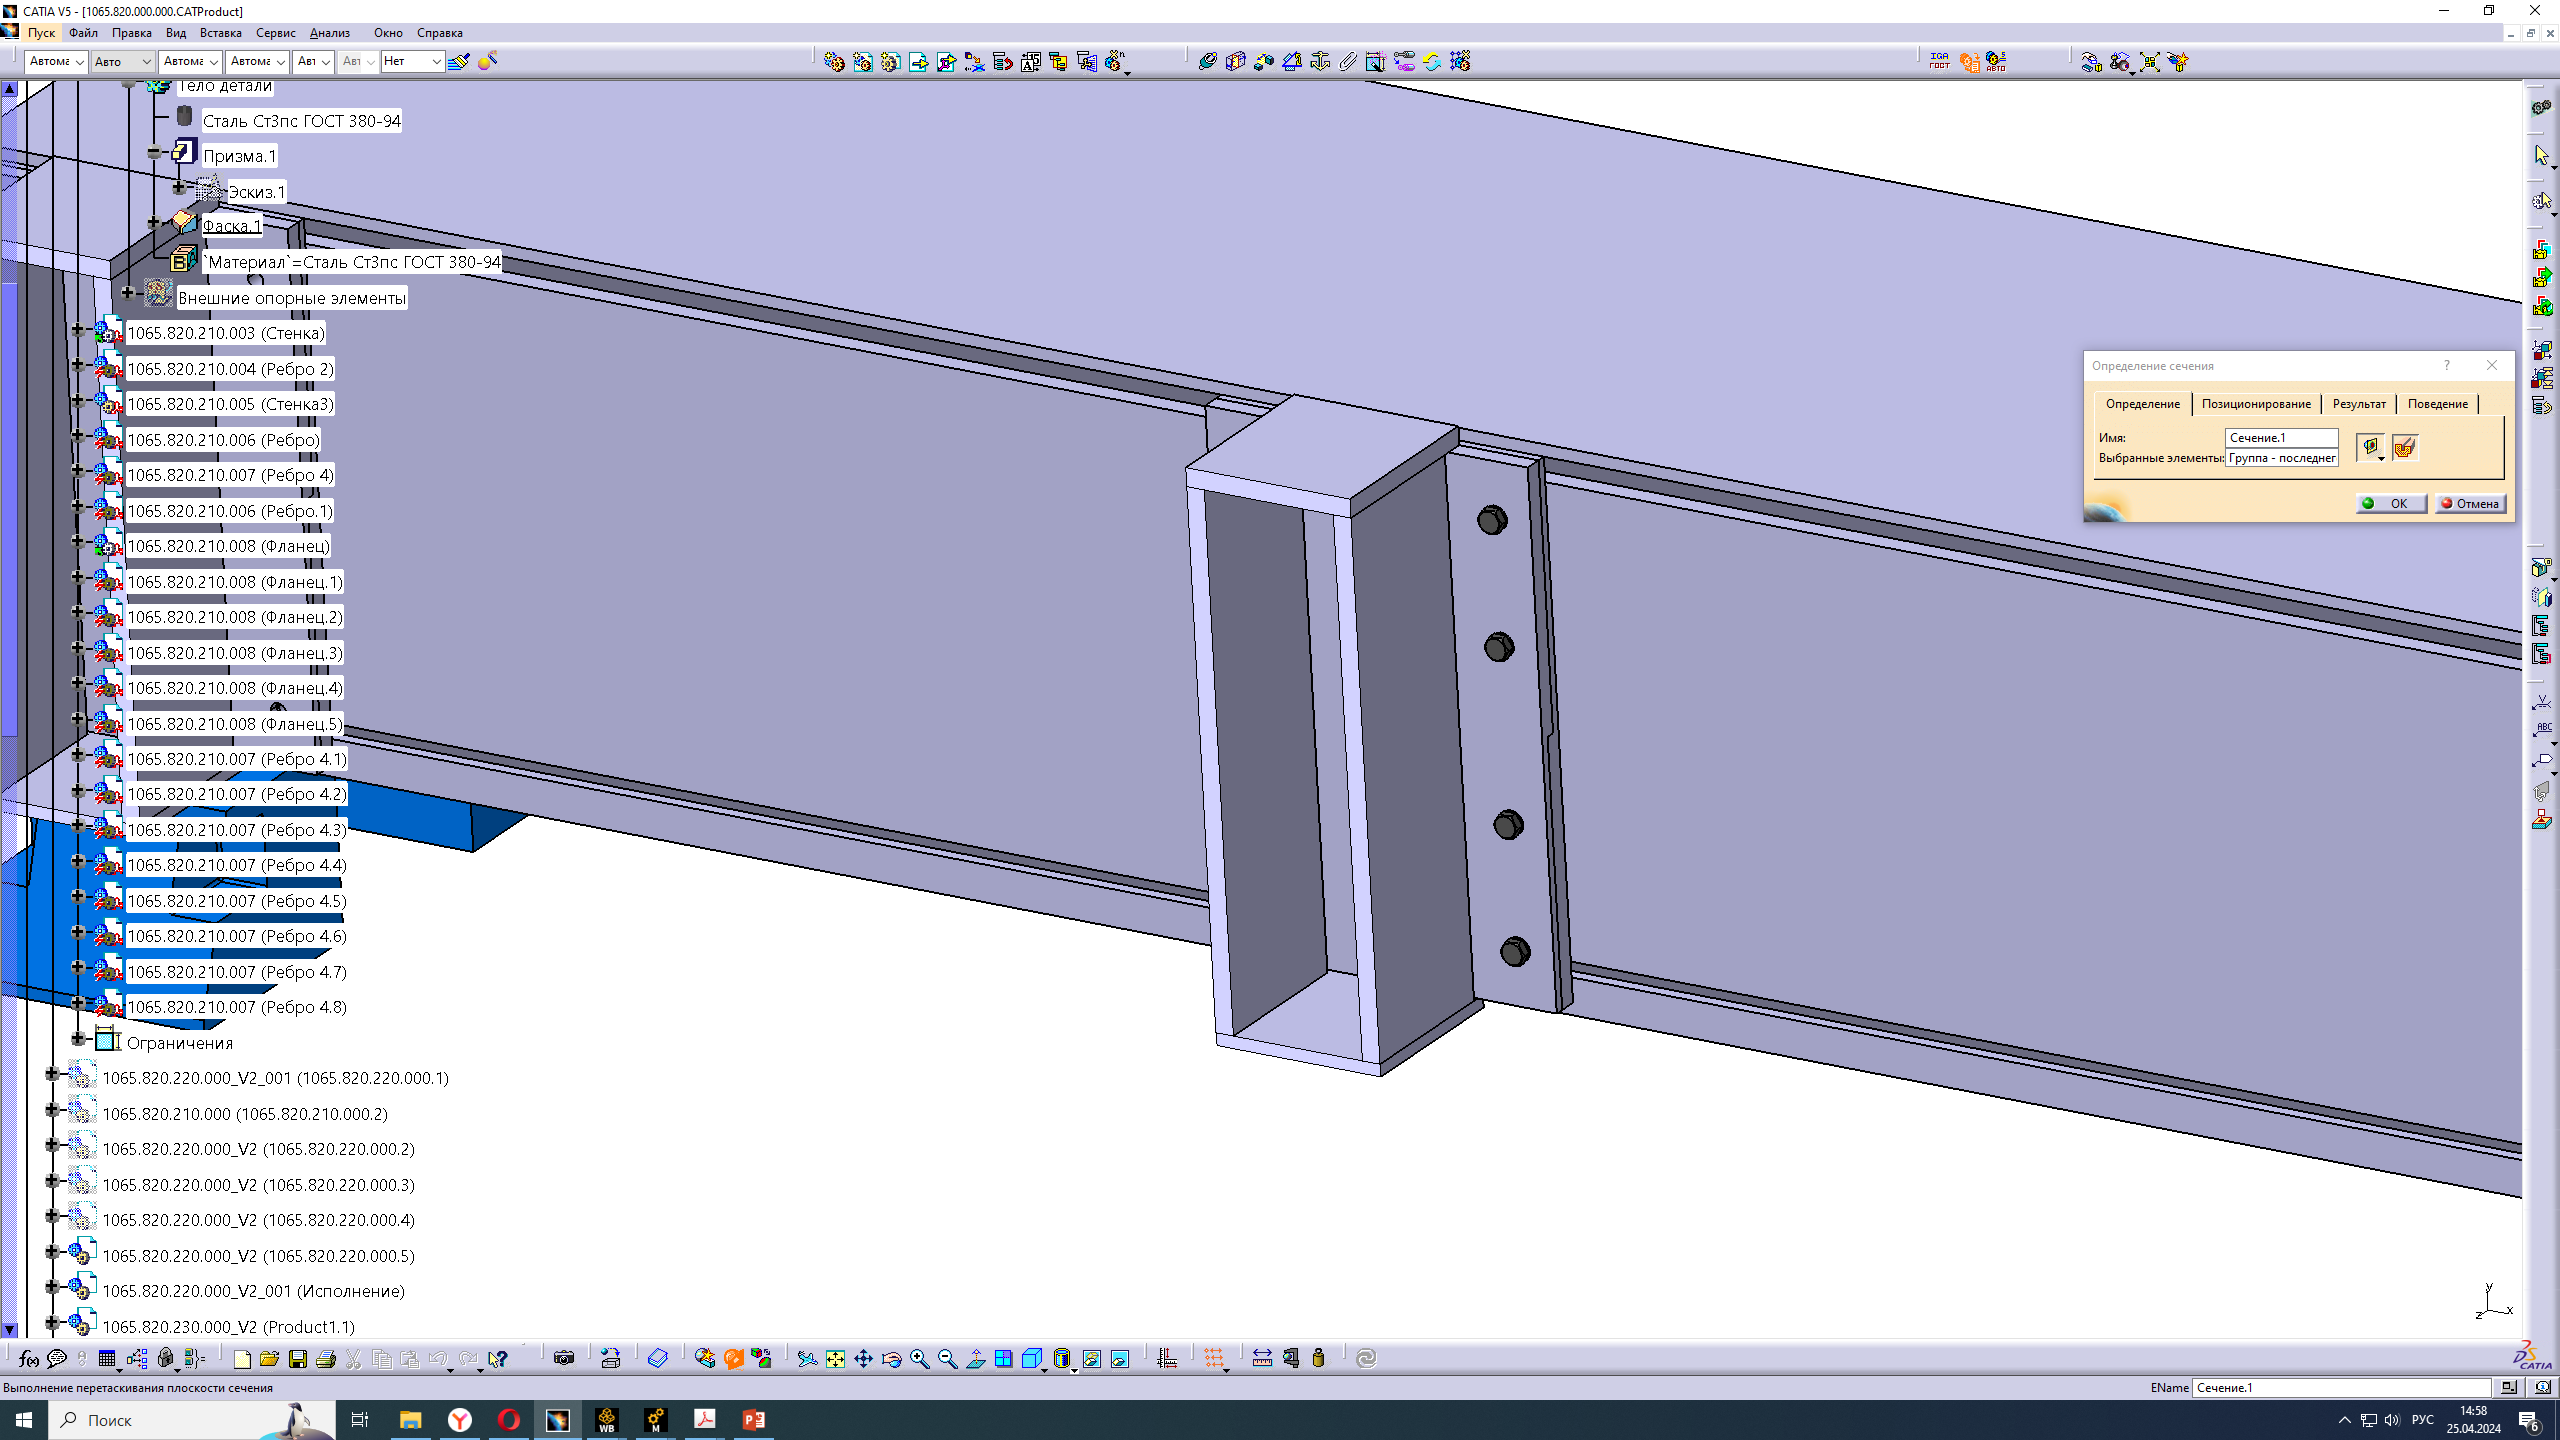 CATIA V5 - [1065.820.000.000.CATProduct]
Пуск Файл Правка Вид Вставка Сервис Анализ Окно Справка
Автома Авто Автома Автома Авт Авт Нет
IGA ГОСТ АВТО
Тело детали
Сталь Ст3пс ГОСТ 380-94
Призма.1
Эскиз.1
Фаска.1
`Материал`=Сталь Ст3пс ГОСТ 380-94
Внешние опорные элементы
1065.820.210.003 (Стенка)
1065.820.210.004 (Ребро 2)
1065.820.210.005 (Стенка3)
1065.820.210.006 (Ребро)
1065.820.210.007 (Ребро 4)
1065.820.210.006 (Ребро.1)
1065.820.210.008 (Фланец)
1065.820.210.008 (Фланец.1)
1065.820.210.008 (Фланец.2)
1065.820.210.008 (Фланец.3)
1065.820.210.008 (Фланец.4)
1065.820.210.008 (Фланец.5)
1065.820.210.007 (Ребро 4.1)
1065.820.210.007 (Ребро 4.2)
1065.820.210.007 (Ребро 4.3)
1065.820.210.007 (Ребро 4.4)
1065.820.210.007 (Ребро 4.5)
1065.820.210.007 (Ребро 4.6)
1065.820.210.007 (Ребро 4.7)
1065.820.210.007 (Ребро 4.8)
Ограничения
1065.820.220.000_V2_001 (1065.820.220.000.1)
1065.820.210.000 (1065.820.210.000.2)
1065.820.220.000_V2 (1065.820.220.000.2)
1065.820.220.000_V2 (1065.820.220.000.3)
1065.820.220.000_V2 (1065.820.220.000.4)
1065.820.220.000_V2 (1065.820.220.000.5)
1065.820.220.000_V2_001 (Исполнение)
1065.820.230.000_V2 (Product1.1)
Определение сечения ?
Определение Позиционирование Результат Поведение
Имя: Сечение.1
Выбранные элементы: Группа - последнег
OK Отмена
ABC
y
z x
f(x)
CATIA
Выполнение перетаскивания плоскости сечения
EName Сечение.1
Поиск
WB
M
РУС
14:58
25.04.2024
6